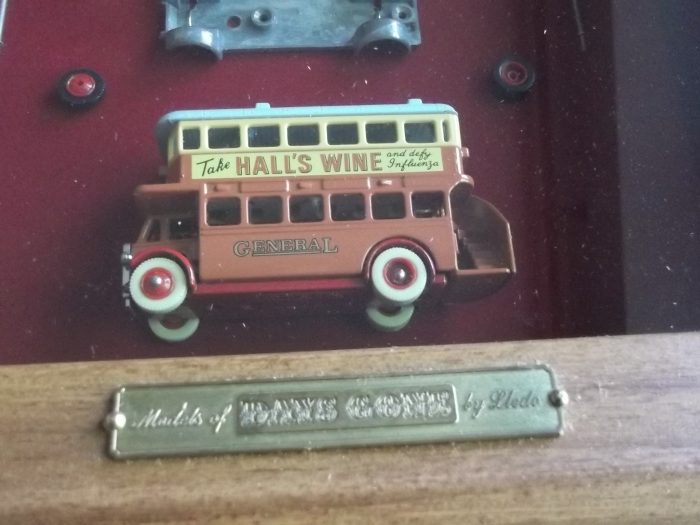 Take HALL'S WINE and defy Influenza
GENERAL
Models of DAYS GONE by Lledo